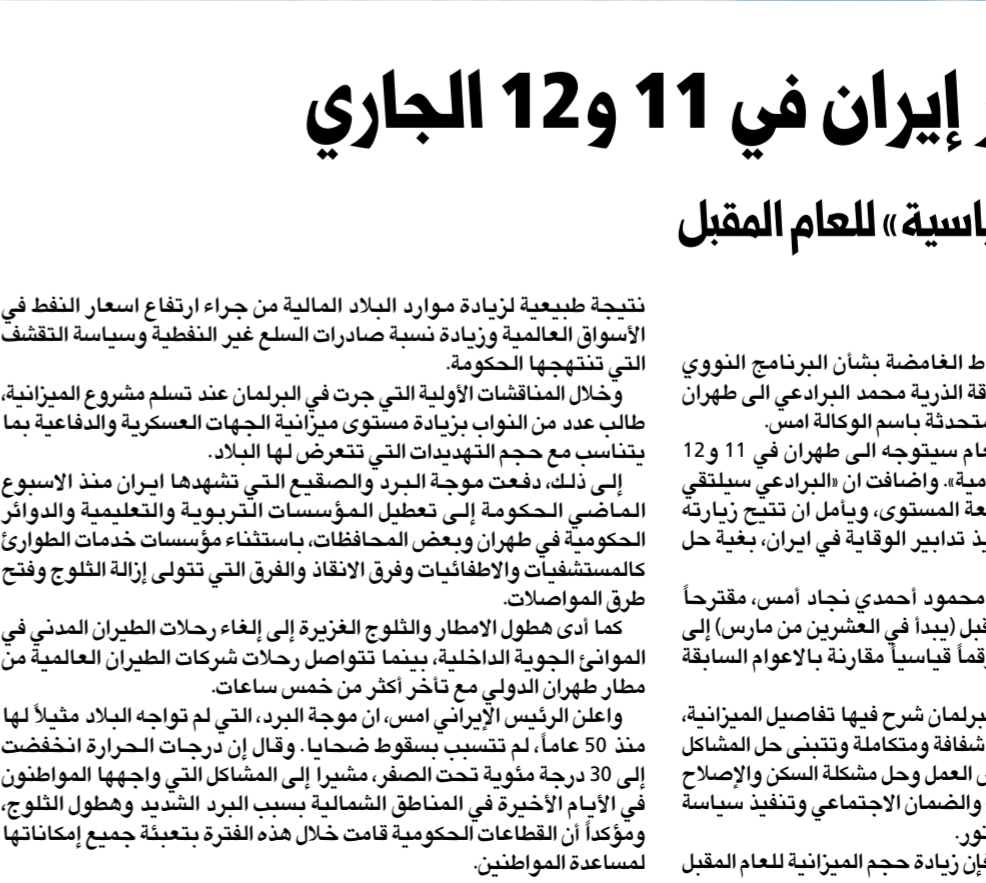 إيران في 11 و12 الجاري
للعام المقبل
ط الغامضة بشأن البرنامج النووي
قة الذرية محمد البرادعي الى طهران
متحدثة باسم الوكالة امس.
عام سيتوجه الى طهران في 11 و12
مية». واضافت ان «البرادعي سيلتقي
عة المستوى، ويأمل ان تتيح زيارته
يذ تدابير الوقاية في ايران، بغية حل
محمود أحمدي نجاد أمس، مقترحاً
قبل (يبدأ في العشرين من مارس) إلى
قماً قياسياً مقارنة بالاعوام السابقة
برلمان شرح فيها تفاصيل الميزانية،
شفافة ومتكاملة وتتبنى حل المشاكل
العمل وحل مشكلة السكن والإصلاح
والضمان الاجتماعي وتنفيذ سياسة
تور.
فإن زيادة حجم الميزانية للعام المقبل
نتيجة طبيعية لزيادة موارد البلاد المالية من جراء ارتفاع اسعار النفط في
الأسواق العالمية وزيادة نسبة صادرات السلع غير النفطية وسياسة التقشف
التي تنتهجها الحكومة.
وخلال المناقشات الأولية التي جرت في البرلمان عند تسلم مشروع الميزانية،
طالب عدد من النواب بزيادة مستوى ميزانية الجهات العسكرية والدفاعية بما
يتناسب مع حجم التهديدات التي تتعرض لها البلاد.
إلى ذلك، دفعت موجة البرد والصقيع التي تشهدها ايران منذ الاسبوع
الماضي الحكومة إلى تعطيل المؤسسات التربوية والتعليمية والدوائر
الحكومية في طهران وبعض المحافظات، باستثناء مؤسسات خدمات الطوارئ
كالمستشفيات والاطفائيات وفرق الانقاذ والفرق التي تتولى إزالة الثلوج وفتح
طرق المواصلات.
كما أدى هطول الامطار والثلوج الغزيرة إلى إلغاء رحلات الطيران المدني في
الموانئ الجوية الداخلية، بينما تتواصل رحلات شركات الطيران العالمية من
مطار طهران الدولي مع تأخر أكثر من خمس ساعات.
واعلن الرئيس الإيراني امس، ان موجة البرد، التي لم تواجه البلاد مثيلاً لها
منذ 50 عاماً، لم تتسبب بسقوط ضحايا. وقال إن درجات الحرارة انخفضت
إلى 30 درجة مئوية تحت الصفر، مشيرا إلى المشاكل التي واجهها المواطنون
في الأيام الأخيرة في المناطق الشمالية بسبب البرد الشديد وهطول الثلوج،
ومؤكداً أن القطاعات الحكومية قامت خلال هذه الفترة بتعبئة جميع إمكاناتها
لمساعدة المواطنين.